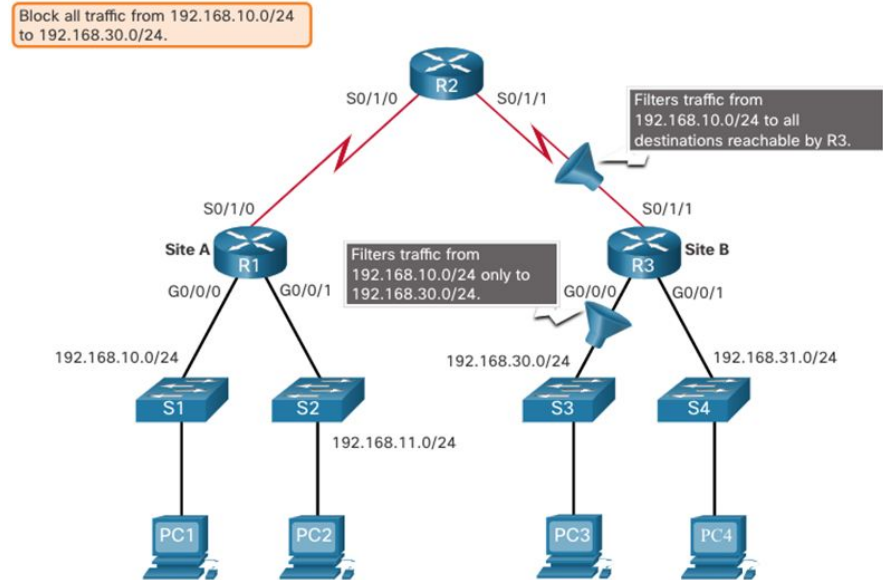 Block all traffic from 192.168.10.0/24
to 192.168.30.0/24.
R2
S0/1/0
S0/1/1
Filters traffic from
192.168.10.0/24 to all
destinations reachable by R3.
S0/1/0
S0/1/1
Site A
R1
Filters traffic from
192.168.10.0/24 only to
192.168.30.0/24.
R3
Site B
G0/0/0
G0/0/1
G0/0/0
G0/0/1
192.168.10.0/24
192.168.30.0/24
192.168.31.0/24
S1
S2
S3
S4
192.168.11.0/24
PC1
PC2
PC3
PC4